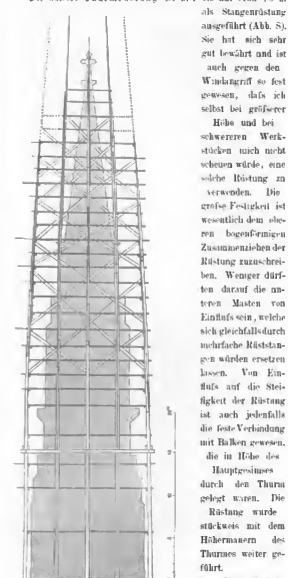 als Stangenrüstung
ausgeführt (Abb. 8).
Sie hat sich sehr
gut bewährt und ist
auch gegen den
Windangriff so fest
gewesen, dafs ich
selbst bei gröfserer
Höhe und bei
schwereren Werk-
stücken mich nicht
scheuen würde, eine
solche Rüstung zu
verwenden. Die
grofse Festigkeit ist
wesentlich dem obe-
ren bogenförmigen
Zusammenziehen der
Rüstung zuzuschrei-
ben. Weniger dürf-
ten darauf die un-
teren Masten von
Einflufs sein, welche
sich gleichfalls durch
mehrfache Rüststan-
gen würden ersetzen
lassen. Von Ein-
flufs auf die Stei-
figkeit der Rüstung
ist auch jedenfalls
die feste Verbindung
mit Balken gewesen,
die in Höhe des
Hauptgesimses
durch den Thurm
gelegt waren. Die
Rüstung wurde
stückweis mit dem
Höhermauern des
Thurmes weiter ge-
führt.